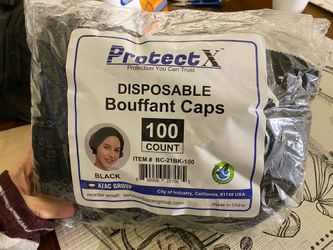 ProtectX
Protection You Can Trust
DISPOSABLE
Bouffant Caps
100
COUNT
ITEM # BC-21BK-100
BLACK
AZAC GROUP
City of Industry, California, 91748 USA
Made in China